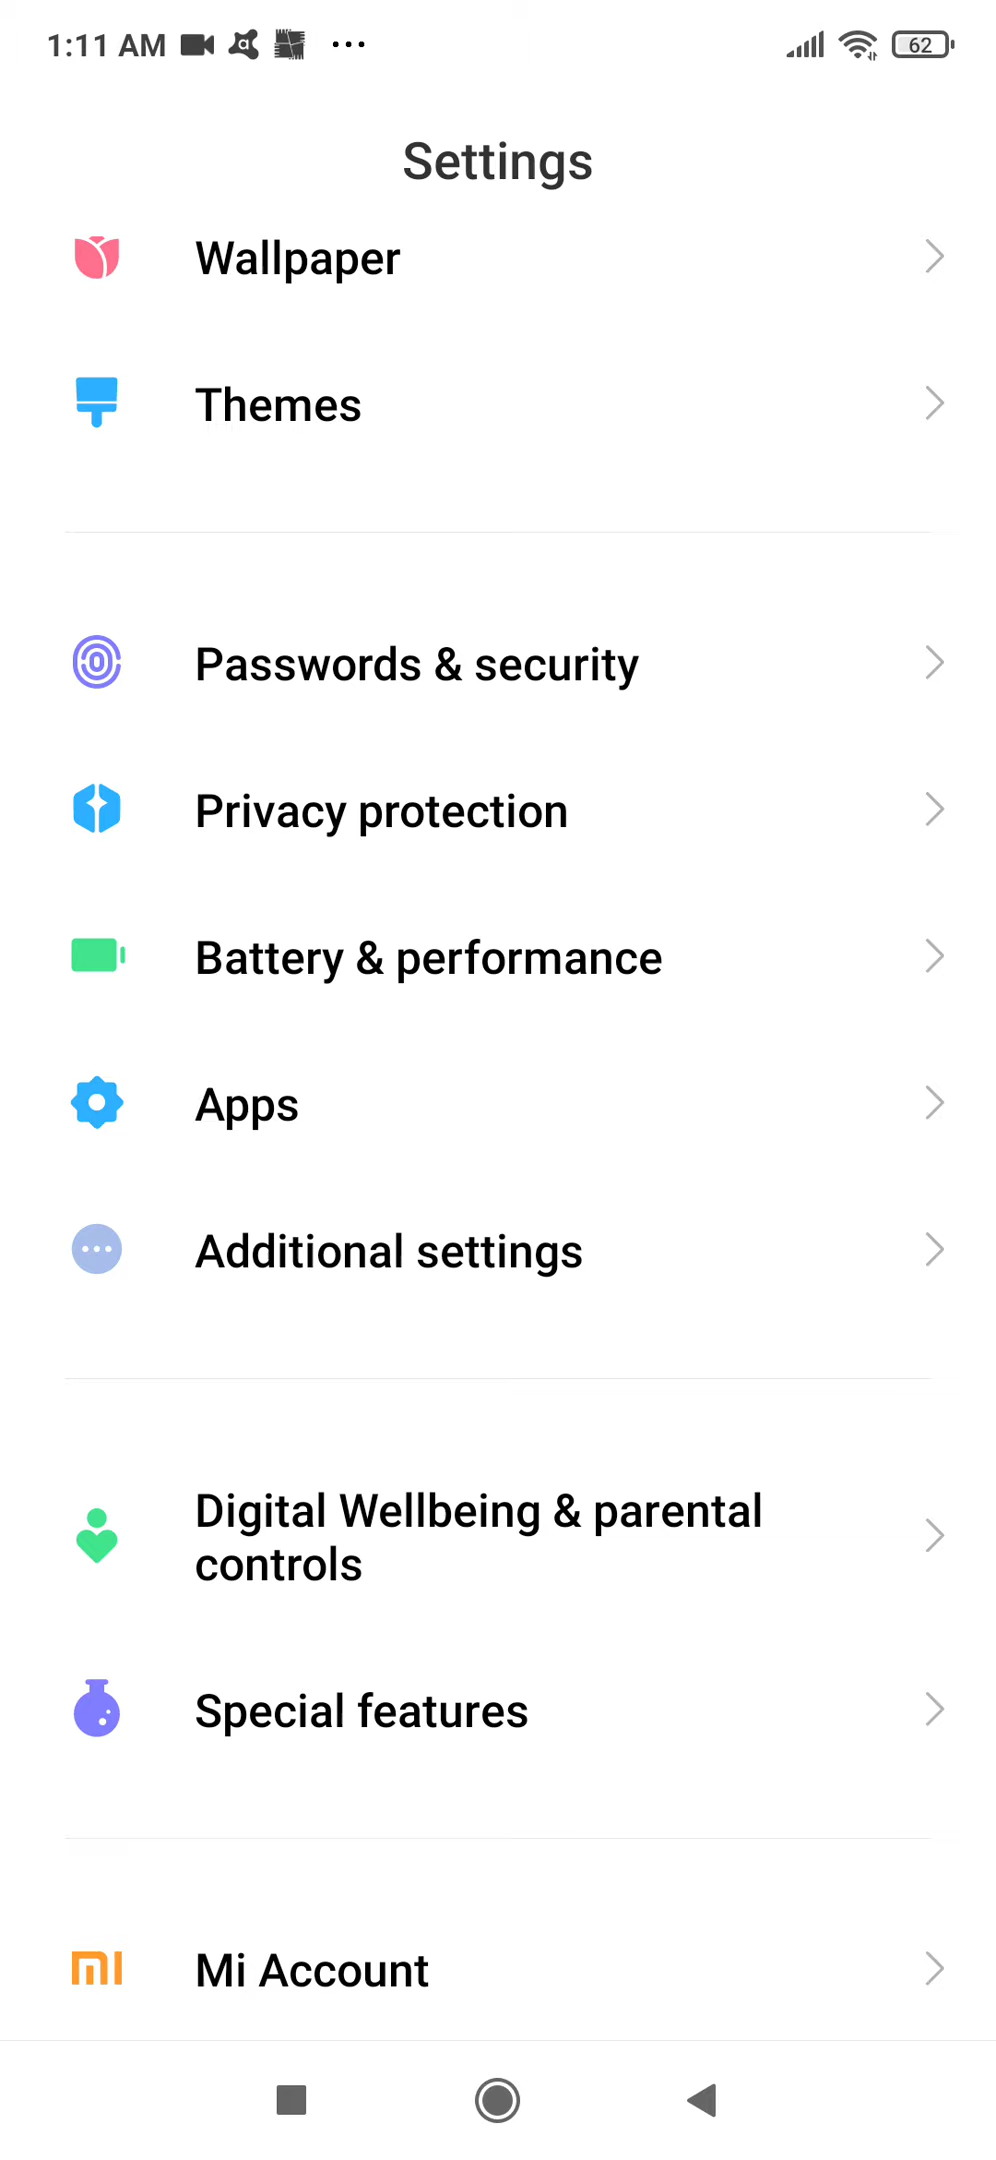 1:11 AM
62
Settings
Wallpaper
Themes
Passwords & security
Privacy protection
Battery & performance
Apps
Additional settings
Digital Wellbeing & parental
controls
Special features
Mi Account